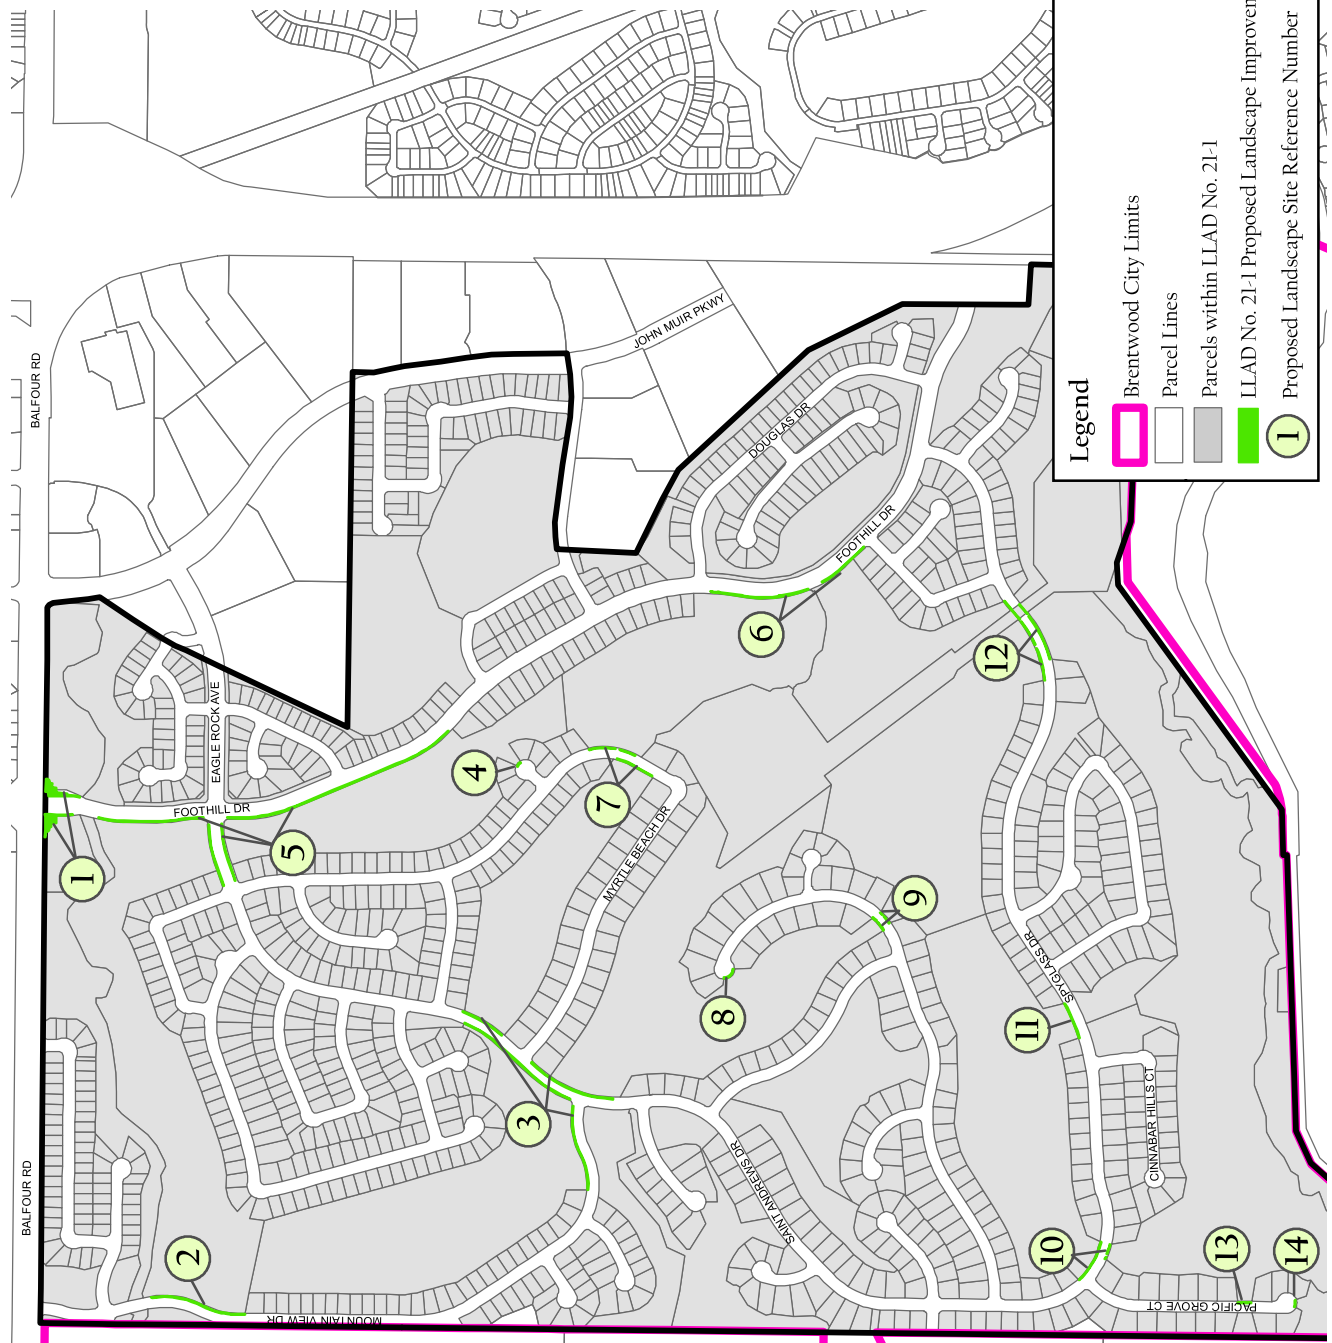 BALFOUR RD
JOHN MUIR PKWY
DOUGLAS DR
FOOTHILL DR
EAGLE ROCK AVE
FOOTHILL DR
MYRTLE BEACH DR
SPYGLASS DR
CINNABAR HILLS CT
SAINT ANDREWS DR
PACIFIC GROVE CT
MOUNTAIN VIEW DR
BALFOUR RD
1
2
3
4
5
6
7
8
9
10
11
12
13
14
Legend
Brentwood City Limits
Parcel Lines
Parcels within LLAD No. 21-1
LLAD No. 21-1 Proposed Landscape Improvem
1 Proposed Landscape Site Reference Number